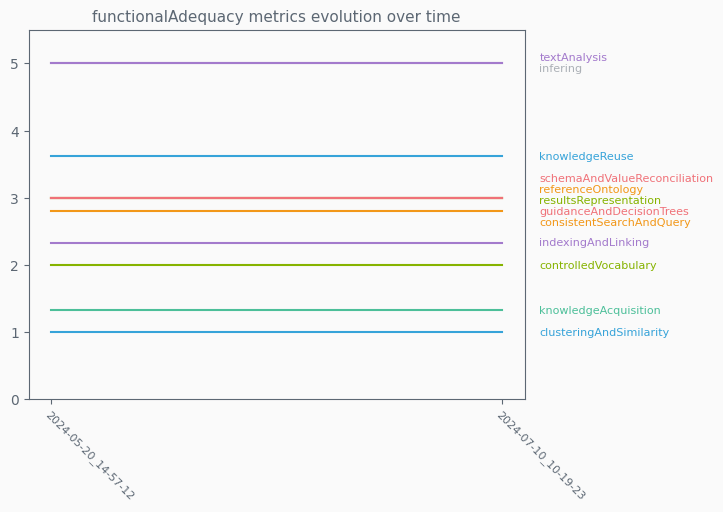 functionalAdequacy metrics evolution over time
5
4
3
2
1
0
textAnalysis
infering
knowledgeReuse
schemaAndValueReconciliation
referenceOntology
resultsRepresentation
guidanceAndDecisionTrees
consistentSearchAndQuery
indexingAndLinking
controlledVocabulary
knowledgeAcquisition
clusteringAndSimilarity
2024-05-20_14-57-12
2024-07-10_10-19-23